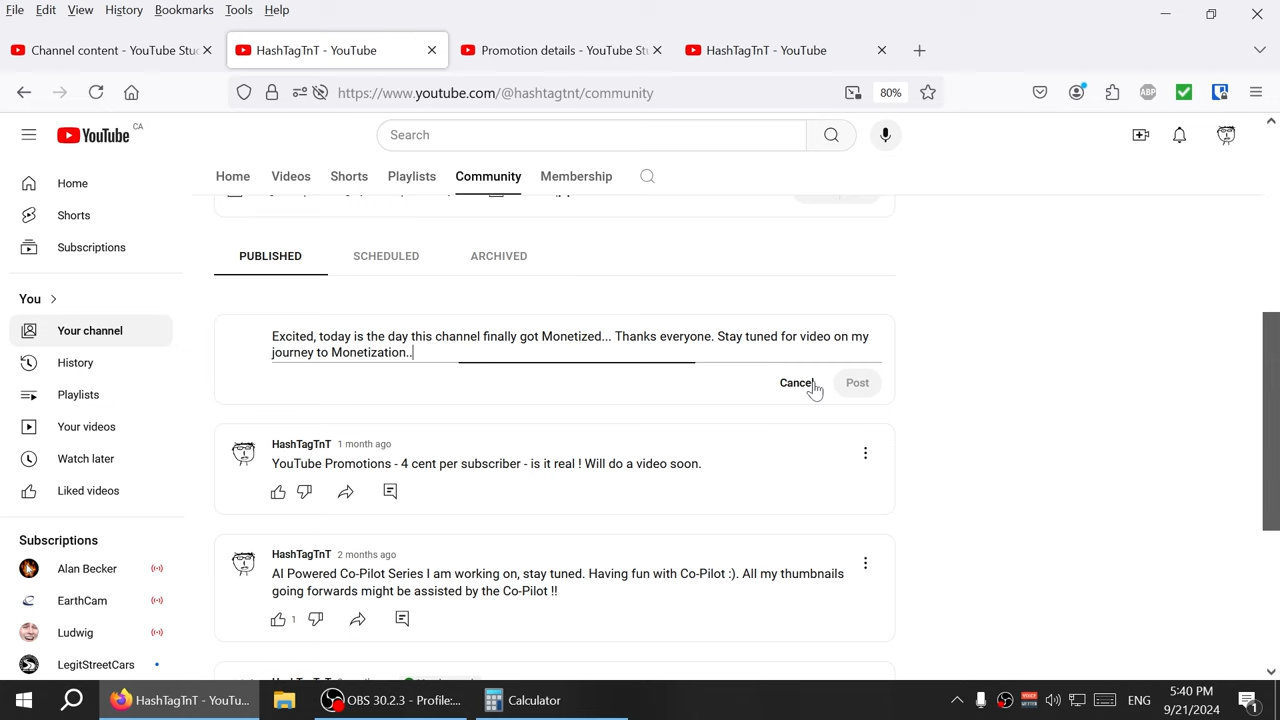 File Edit View History Bookmarks Tools Help
Channel content - YouTube Stu
HashTagTnT - YouTube
Promotion details - YouTube St
HashTagTnT - YouTube
https://www.youtube.com/@hashtagtnt/community
80%
ABP
YouTube CA
Search
Home Videos Shorts Playlists Community Membership
Home
Shorts
Subscriptions
You
Your channel
History
Playlists
Your videos
Watch later
Liked videos
Subscriptions
Alan Becker
EarthCam
Ludwig
LegitStreetCars
PUBLISHED SCHEDULED ARCHIVED
Excited, today is the day this channel finally got Monetized... Thanks everyone. Stay tuned for video on my
journey to Monetization..
Cancel Post
HashTagTnT 1 month ago
YouTube Promotions - 4 cent per subscriber - is it real ! Will do a video soon.
HashTagTnT 2 months ago
AI Powered Co-Pilot Series I am working on, stay tuned. Having fun with Co-Pilot :). All my thumbnails
going forwards might be assisted by the Co-Pilot !!
1
HashTagTnT - YouTu...
OBS 30.2.3 - Profile:...
Calculator
ENG
5:40 PM
9/21/2024
1